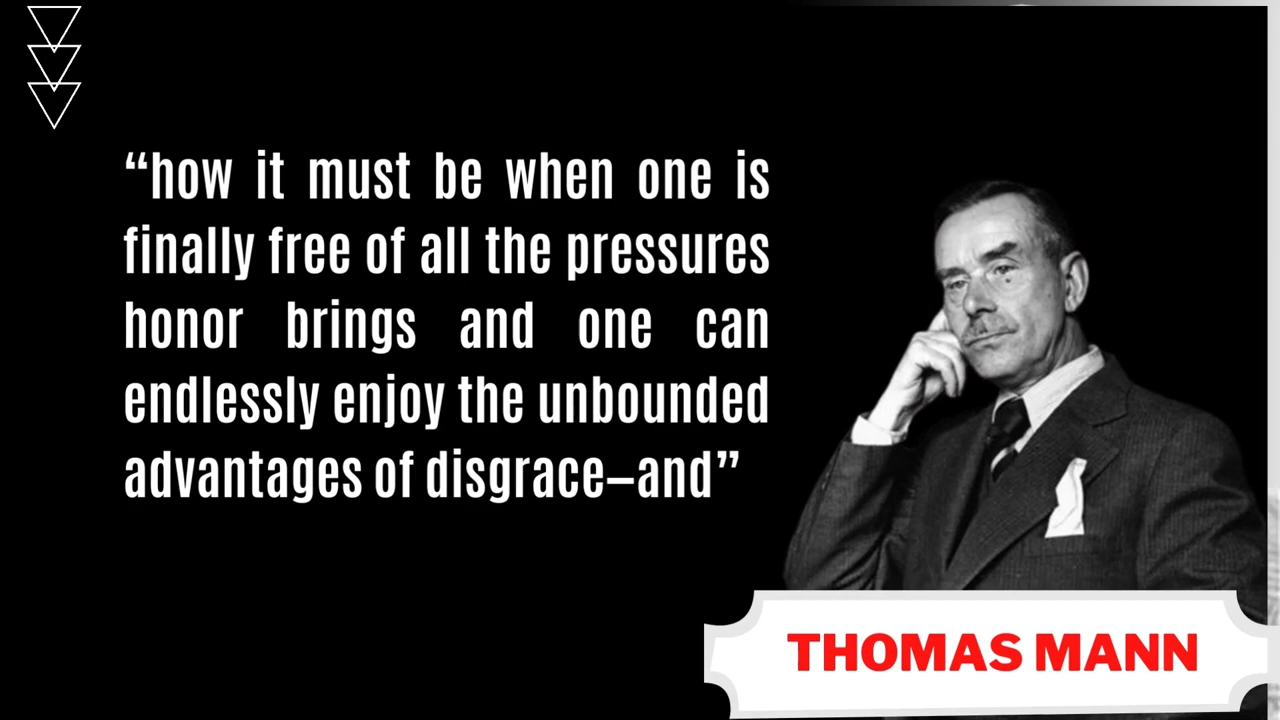 “how it must be when one is
finally free of all the pressures
honor brings and one can
endlessly enjoy the unbounded
advantages of disgrace—and”
THOMAS MANN